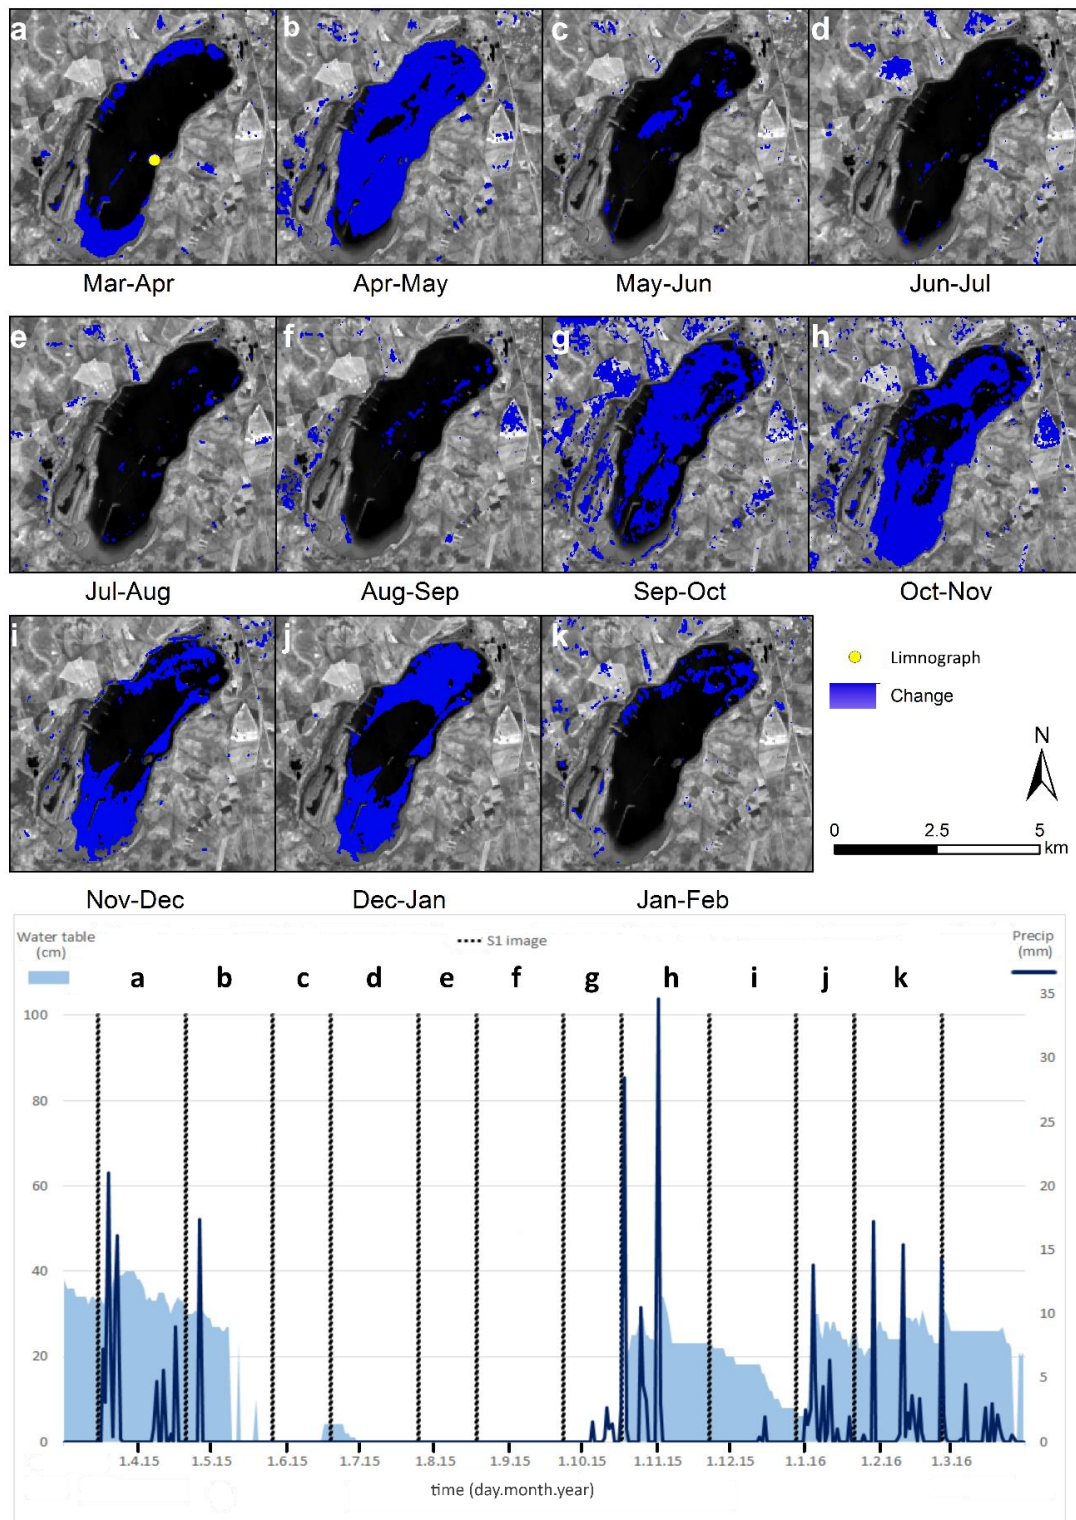 a b c d
Mar-Apr Apr-May May-Jun Jun-Jul
e f g h
Jul-Aug Aug-Sep Sep-Oct Oct-Nov
i j k
Limnograph
Change
N
0 2.5 5
km
Nov-Dec Dec-Jan Jan-Feb
Water table
(cm)
S1 image
Precip
(mm)
a b c d e f g h i j k
100
80
60
40
20
0
35
30
25
20
15
10
5
0
1.4.15 1.5.15 1.6.15 1.7.15 1.8.15 1.9.15 1.10.15 1.11.15 1.12.15 1.1.16 1.2.16 1.3.16
time (day.month.year)